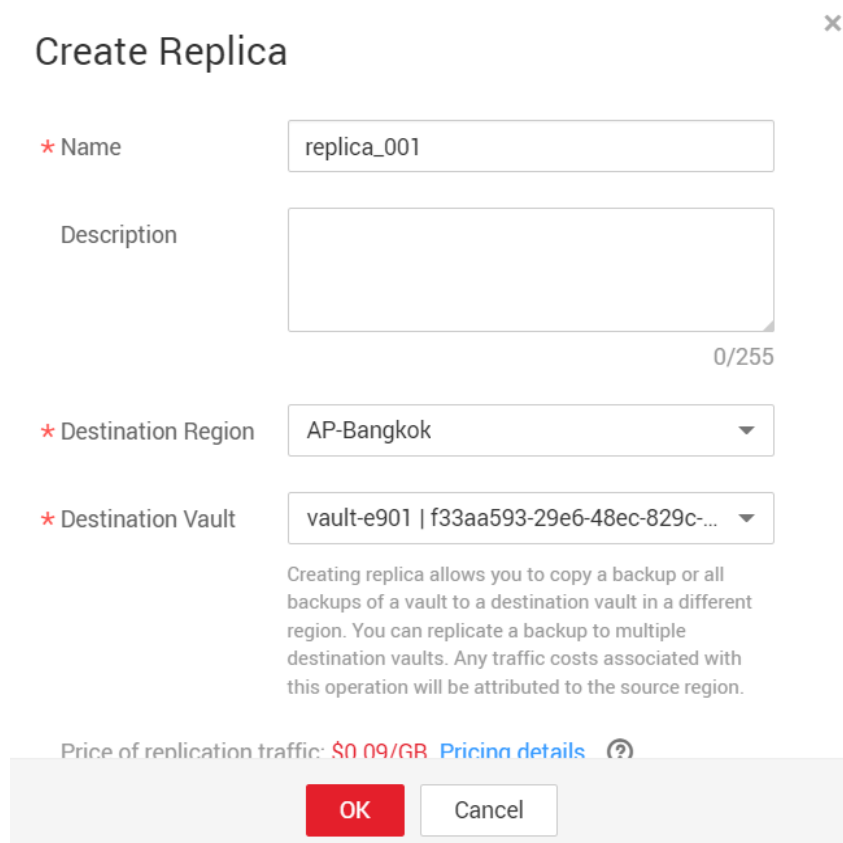 ×
Create Replica
* Name
replica_001
Description
0/255
* Destination Region
AP-Bangkok
* Destination Vault
vault-e901 | f33aa593-29e6-48ec-829c-...
Creating replica allows you to copy a backup or all
backups of a vault to a destination vault in a different
region. You can replicate a backup to multiple
destination vaults. Any traffic costs associated with
this operation will be attributed to the source region.
Price of replication traffic: $0.09/GB Pricing details ?
OK
Cancel